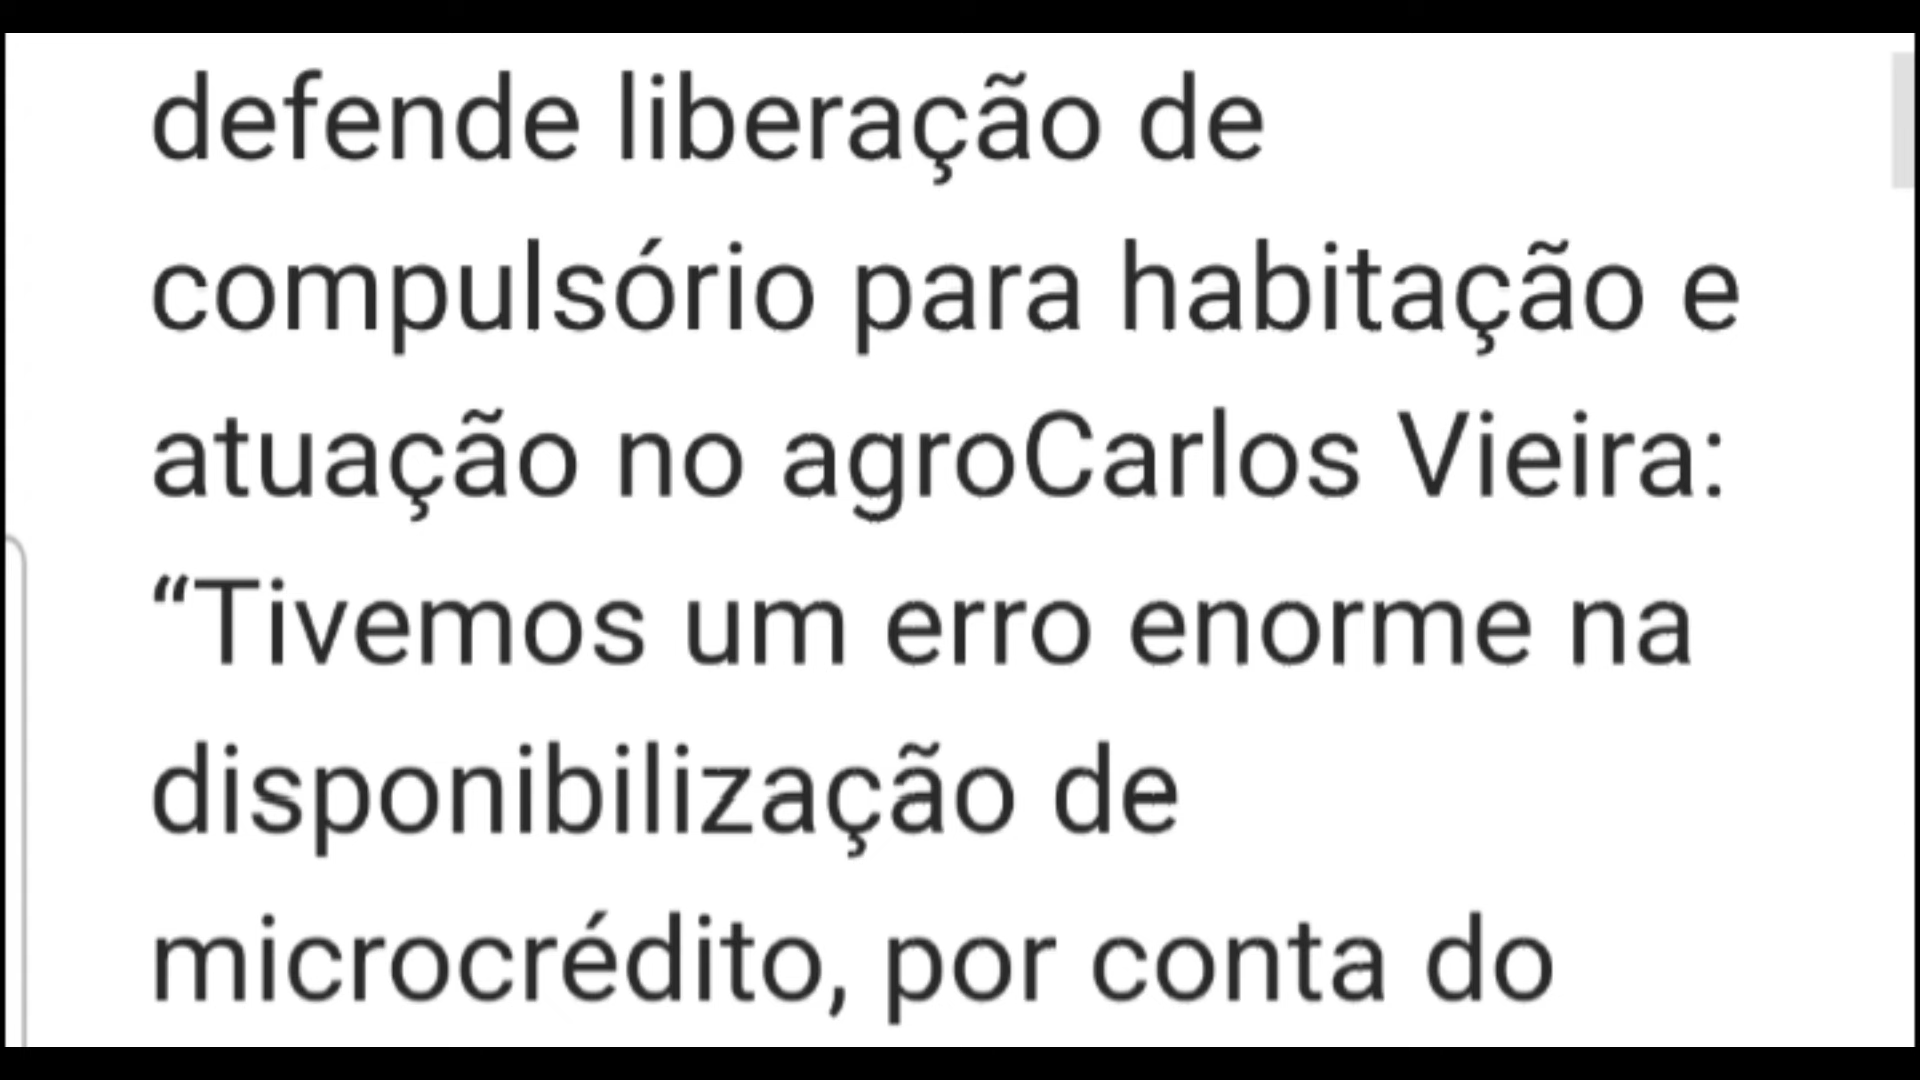 defende liberação de
compulsório para habitação e
atuação no agroCarlos Vieira:
“Tivemos um erro enorme na
disponibilização de
microcrédito, por conta do